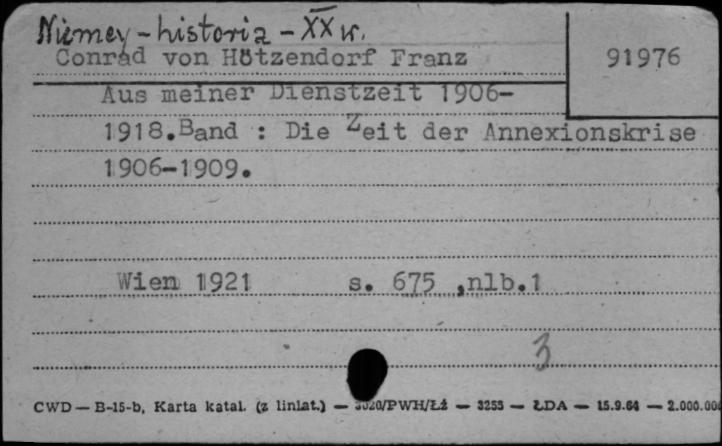 Niemcy - historia - XX w.
Conrad von Hötzendorf Franz
91976
Aus meiner Dienstzeit 1906-
1918.Band : Die Zeit der Annexionskrise
1906-1909.
Wien 1921 s. 675 ,nlb.1
3
CWD — B-15-b, Karta katal. (z liniat.) — 3020/PWH/Łź — 3253 — ŁDA — 15.9.64 — 2.000.000